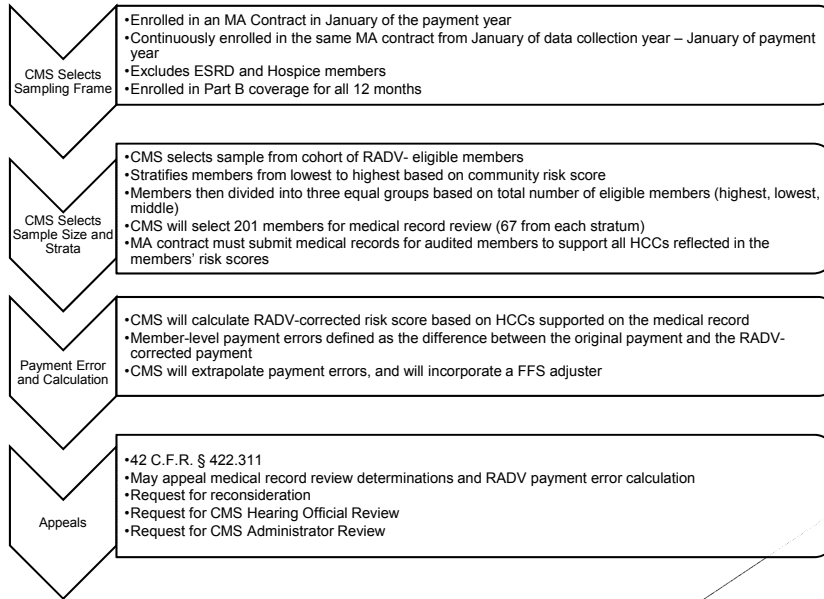 CMS Selects
Sampling Frame
•Enrolled in an MA Contract in January of the payment year
•Continuously enrolled in the same MA contract from January of data collection year – January of payment
year
•Excludes ESRD and Hospice members
•Enrolled in Part B coverage for all 12 months
CMS Selects
Sample Size and
Strata
•CMS selects sample from cohort of RADV- eligible members
•Stratifies members from lowest to highest based on community risk score
•Members then divided into three equal groups based on total number of eligible members (highest, lowest,
middle)
•CMS will select 201 members for medical record review (67 from each stratum)
•MA contract must submit medical records for audited members to support all HCCs reflected in the
members’ risk scores
Payment Error
and Calculation
•CMS will calculate RADV-corrected risk score based on HCCs supported on the medical record
•Member-level payment errors defined as the difference between the original payment and the RADV-
corrected payment
•CMS will extrapolate payment errors, and will incorporate a FFS adjuster
Appeals
•42 C.F.R. § 422.311
•May appeal medical record review determinations and RADV payment error calculation
•Request for reconsideration
•Request for CMS Hearing Official Review
•Request for CMS Administrator Review